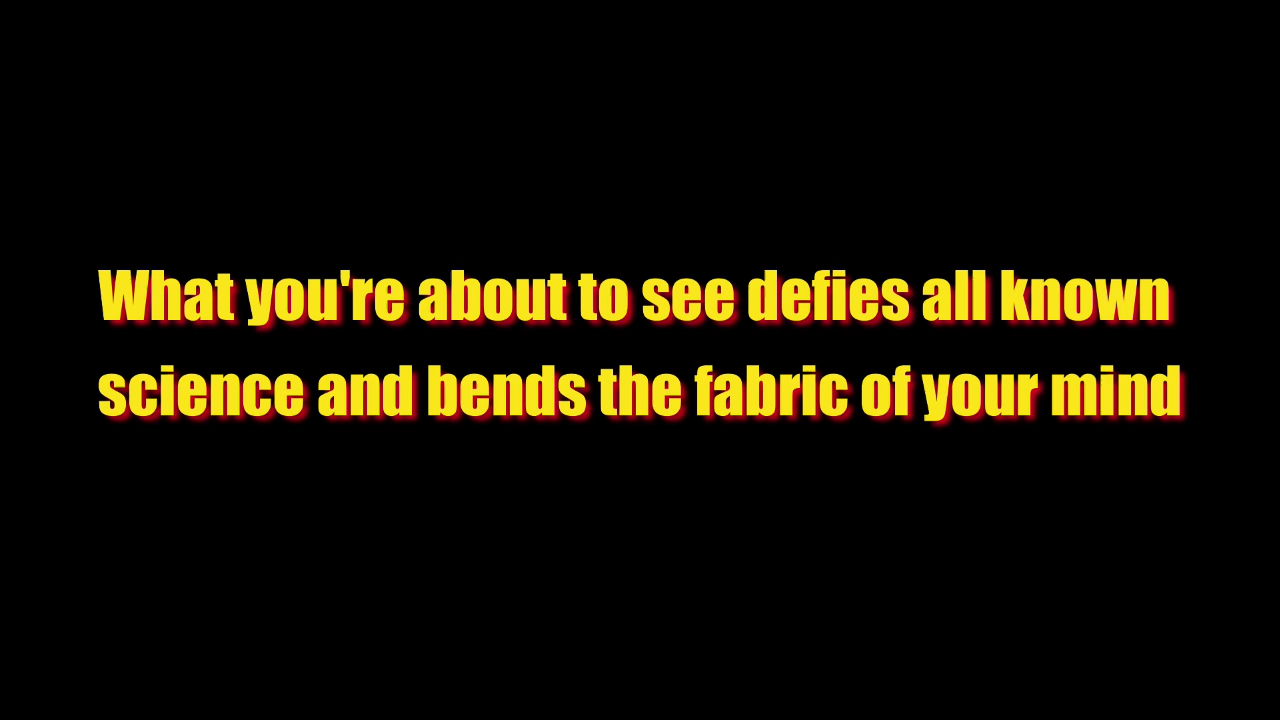 What you're about to see defies all known
science and bends the fabric of your mind